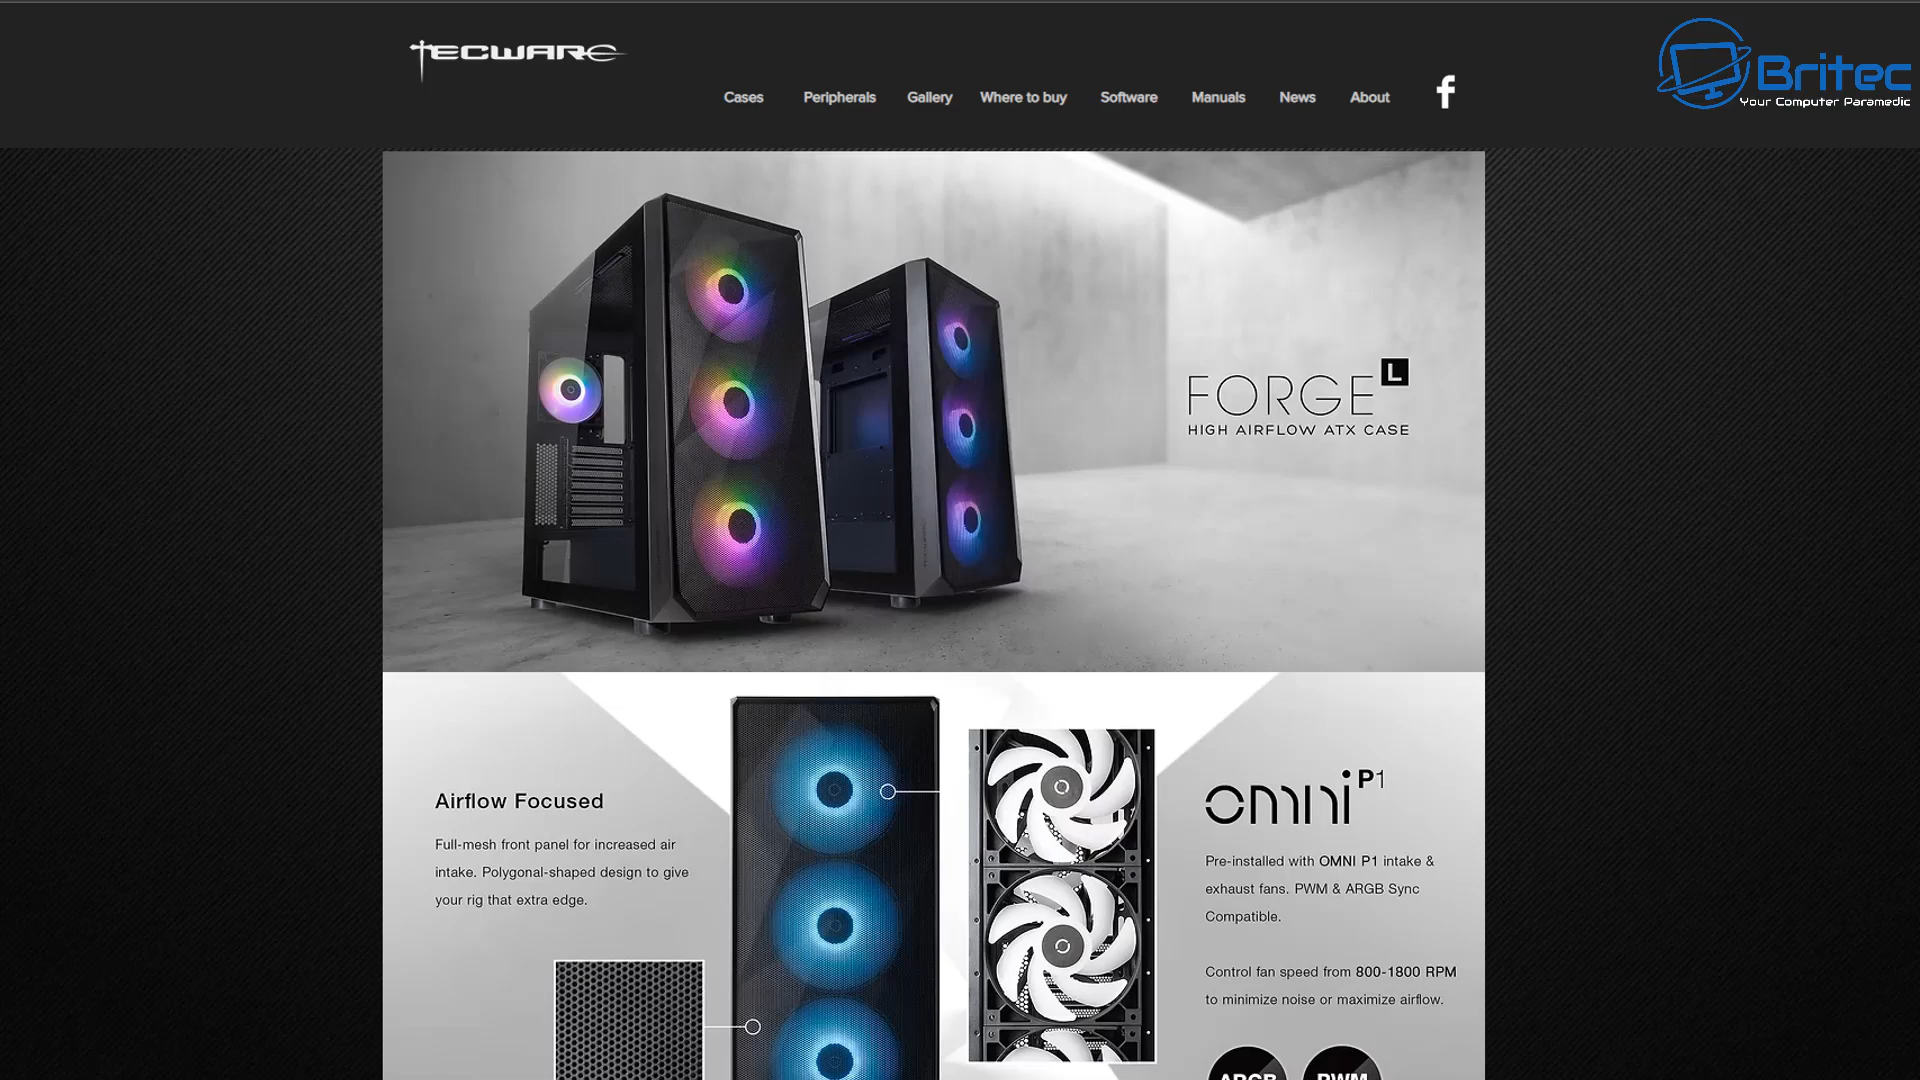 TECWARE
Cases
Peripherals
Gallery
Where to buy
Software
Manuals
News
About
f
Britec
Your Computer Paramedic
FORGE L
HIGH AIRFLOW ATX CASE
Airflow Focused
Full-mesh front panel for increased air
intake. Polygonal-shaped design to give
your rig that extra edge.
omni P1
Pre-installed with OMNI P1 intake &
exhaust fans. PWM & ARGB Sync
Compatible.
Control fan speed from 800-1800 RPM
to minimize noise or maximize airflow.
ARGB
PWM